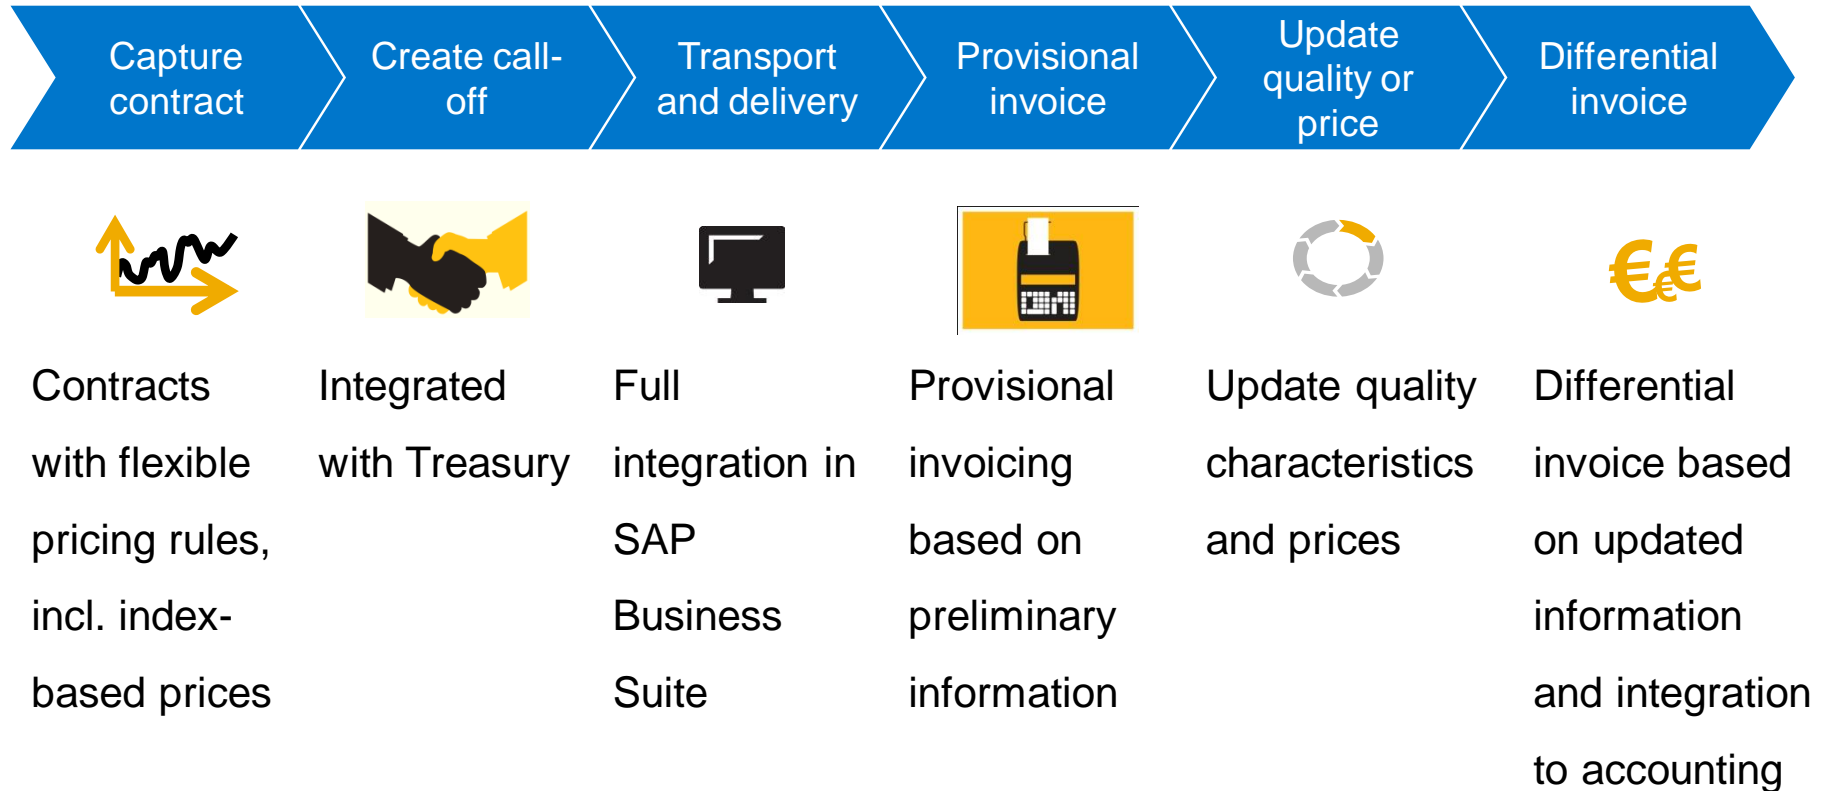 Capture
contract
Create call-
off
Transport
and delivery
Provisional
invoice
Update
quality or
price
Differential
invoice
€€€
Contracts
with flexible
pricing rules,
incl. index-
based prices
Integrated
with Treasury
Full
integration in
SAP
Business
Suite
Provisional
invoicing
based on
preliminary
information
Update quality
characteristics
and prices
Differential
invoice based
on updated
information
and integration
to accounting